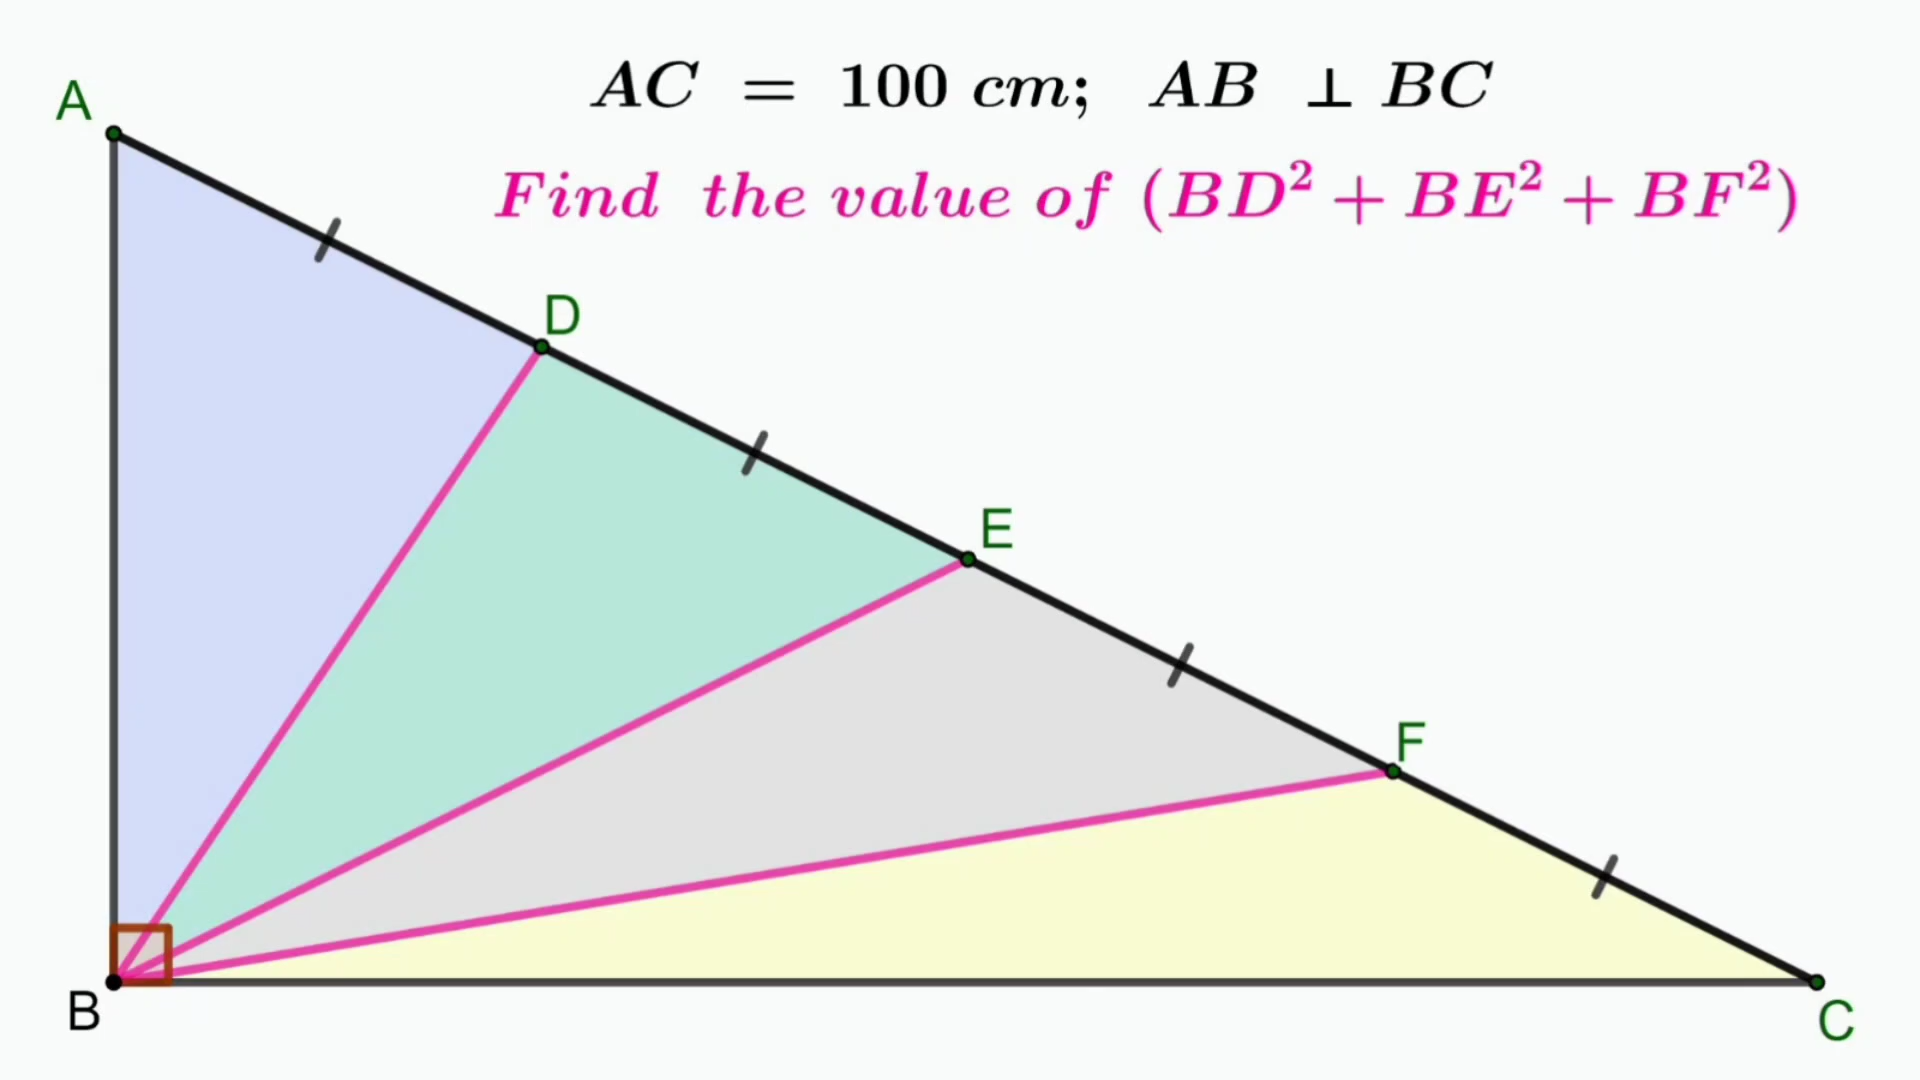 AC = 100 cm; AB ⊥ BC
Find the value of (BD² + BE² + BF²)
A
D
E
F
B
C